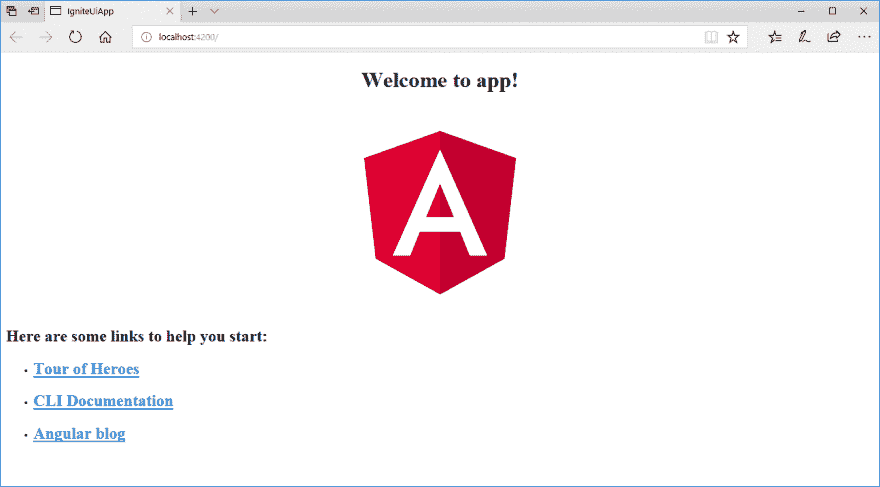 IgniteUiApp
localhost:4200/
Welcome to app!
A
Here are some links to help you start:
Tour of Heroes
CLI Documentation
Angular blog